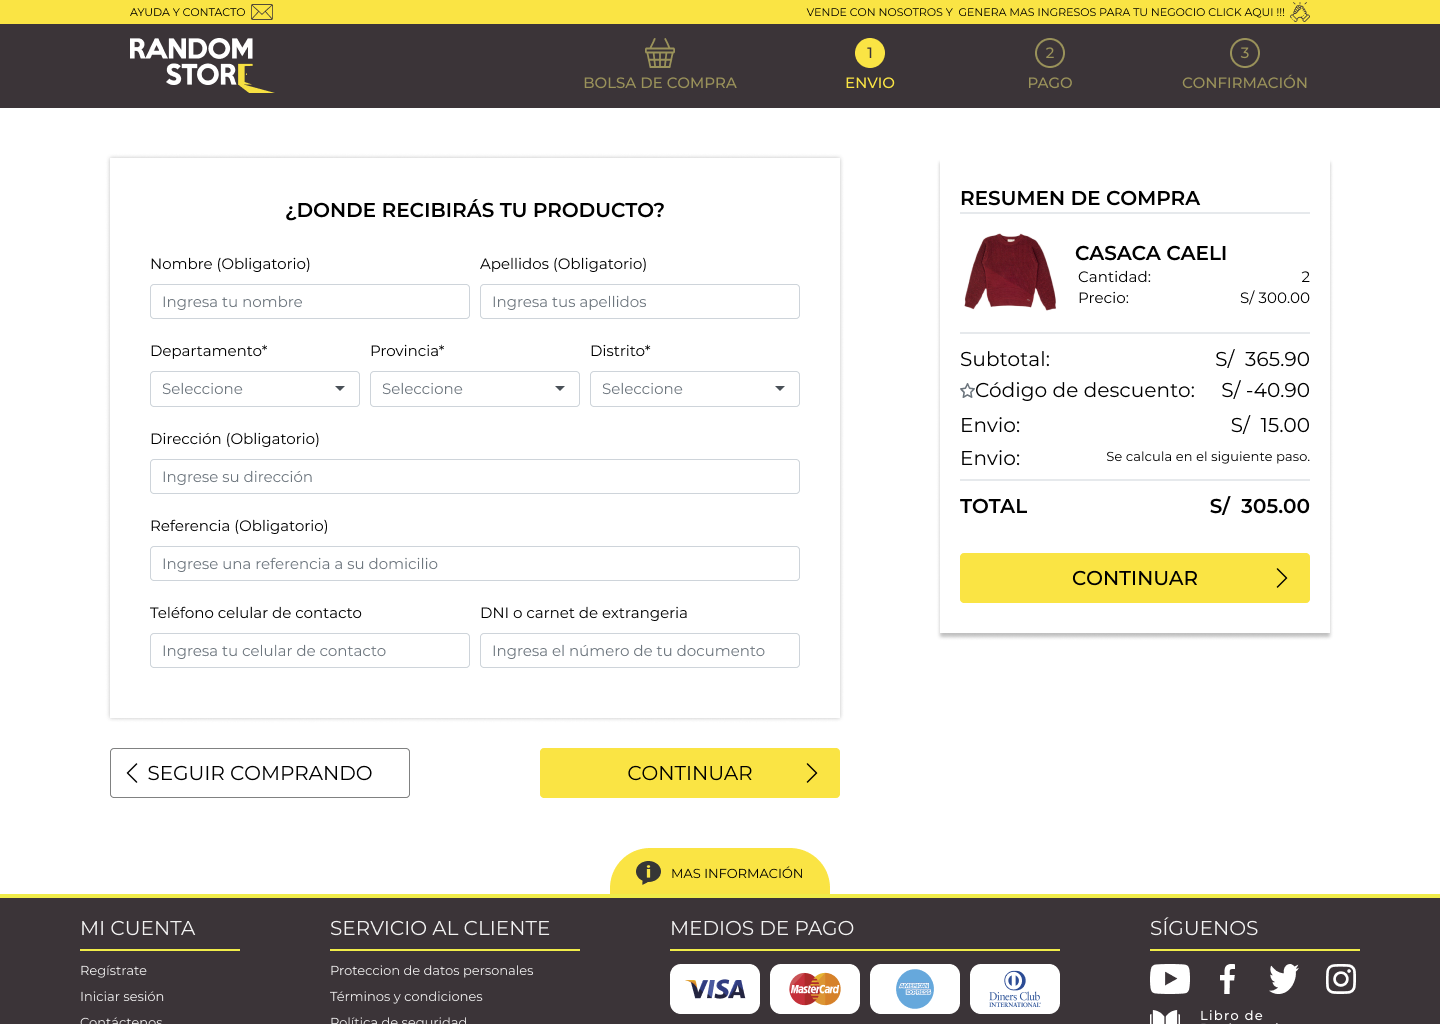 AYUDA Y CONTACTO
VENDE CON NOSOTROS Y GENERA MAS INGRESOS PARA TU NEGOCIO CLICK AQUI !!!
RANDOM
STORE
BOLSA DE COMPRA
1
ENVIO
2
PAGO
3
CONFIRMACIÓN
¿DONDE RECIBIRÁS TU PRODUCTO?
Nombre (Obligatorio)
Apellidos (Obligatorio)
Ingresa tu nombre
Ingresa tus apellidos
Departamento*
Provincia*
Distrito*
Seleccione
Seleccione
Seleccione
Dirección (Obligatorio)
Ingrese su dirección
Referencia (Obligatorio)
Ingrese una referencia a su domicilio
Teléfono celular de contacto
DNI o carnet de extrangeria
Ingresa tu celular de contacto
Ingresa el número de tu documento
SEGUIR COMPRANDO
CONTINUAR
RESUMEN DE COMPRA
CASACA CAELI
Cantidad: 2
Precio: S/ 300.00
Subtotal: S/ 365.90
Código de descuento: S/ -40.90
Envio: S/ 15.00
Envio: Se calcula en el siguiente paso.
TOTAL S/ 305.00
CONTINUAR
MAS INFORMACIÓN
MI CUENTA
Regístrate
Iniciar sesión
Contáctenos
SERVICIO AL CLIENTE
Proteccion de datos personales
Términos y condiciones
Política de seguridad
MEDIOS DE PAGO
VISA
MasterCard
AMERICAN
EXPRESS
Diners Club
INTERNATIONAL
SÍGUENOS
Libro de